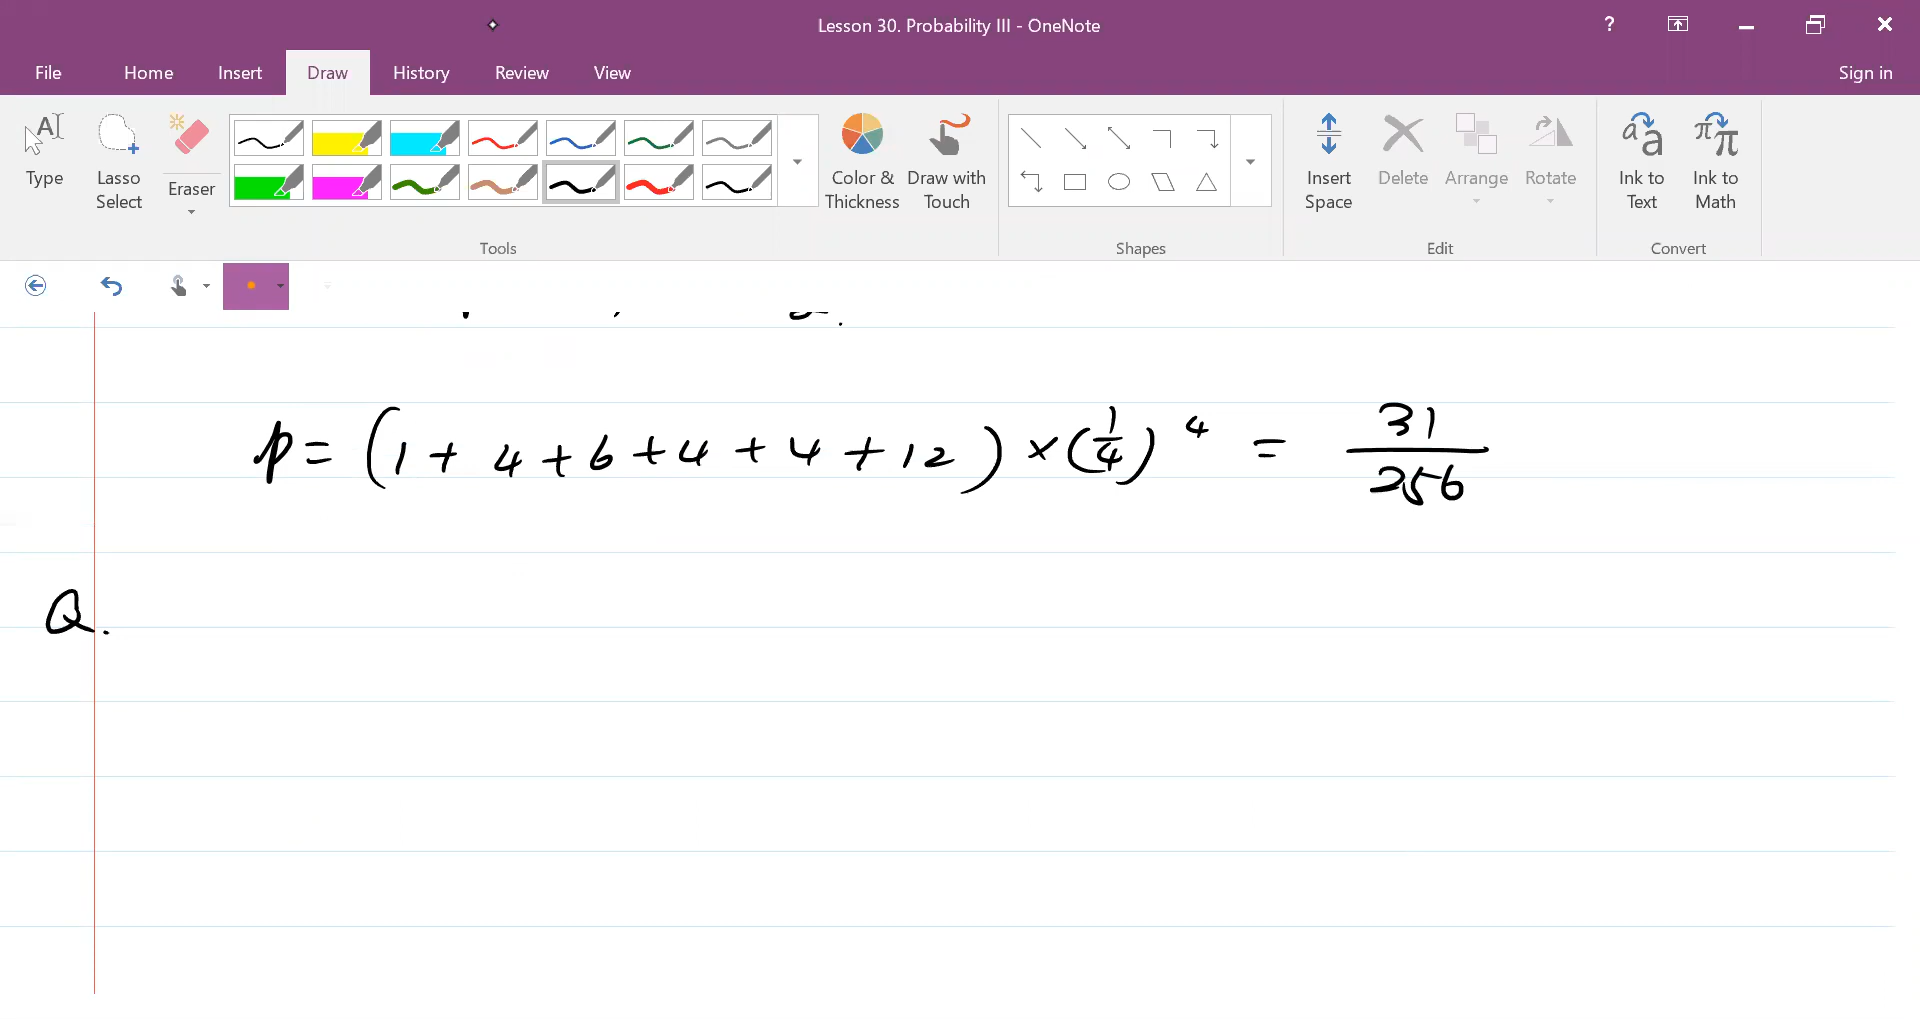 Lesson 30. Probability III - OneNote
?
File Home Insert Draw History Review View Sign in
Type
Lasso Select
Eraser
Color & Thickness
Draw with Touch
Insert Space
Delete
Arrange
Rotate
Ink to Text
Ink to Math
Tools Shapes Edit Convert
p = (1 + 4 + 6 + 4 + 4 + 12) × (1/4)^4 = 31/256
Q.